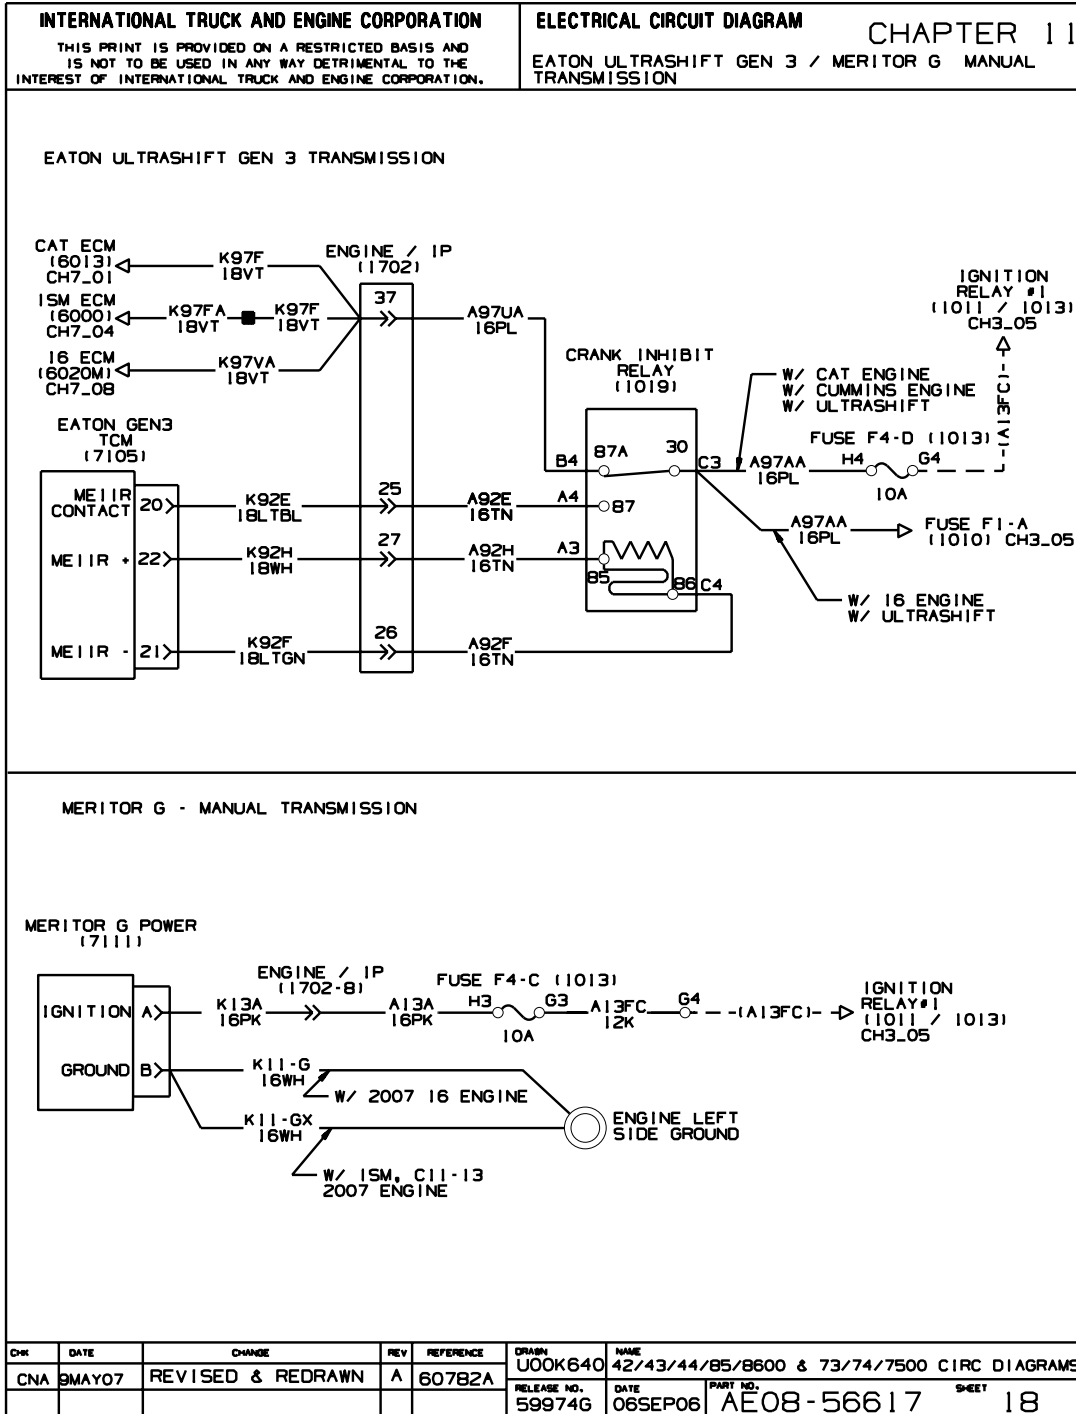 INTERNATIONAL TRUCK AND ENGINE CORPORATION
THIS PRINT IS PROVIDED ON A RESTRICTED BASIS AND
IS NOT TO BE USED IN ANY WAY DETRIMENTAL TO THE
INTEREST OF INTERNATIONAL TRUCK AND ENGINE CORPORATION.
ELECTRICAL CIRCUIT DIAGRAM
CHAPTER 11
EATON ULTRASHIFT GEN 3 / MERITOR G MANUAL
TRANSMISSION
EATON ULTRASHIFT GEN 3 TRANSMISSION
CAT ECM
(6013)
CH7_01
K97F
18VT
ENGINE / IP
(1702)
ISM ECM
(6000)
CH7_04
K97FA
18VT
K97F
18VT
37
A97UA
16PL
I6 ECM
(6020M)
CH7_08
K97VA
18VT
CRANK INHIBIT
RELAY
(1019)
IGNITION
RELAY #1
(1011 / 1013)
CH3_05
(A13FC)
W/ CAT ENGINE
W/ CUMMINS ENGINE
W/ ULTRASHIFT
FUSE F4-D (1013)
EATON GEN3
TCM
(7105)
B4
87A
30
C3
A97AA
16PL
H4
G4
10A
MEIIR
CONTACT
20
K92E
18LTBL
25
A92E
16TN
A4
87
A97AA
16PL
FUSE F1-A
(1010) CH3_05
MEIIR +
22
K92H
18WH
27
A92H
16TN
A3
85
86
C4
W/ I6 ENGINE
W/ ULTRASHIFT
MEIIR -
21
K92F
18LTGN
26
A92F
16TN
MERITOR G - MANUAL TRANSMISSION
MERITOR G POWER
(7111)
IGNITION
A
K13A
16PK
ENGINE / IP
(1702-8)
A13A
16PK
FUSE F4-C (1013)
H3
G3
10A
A13FC
12K
G4
(A13FC)
IGNITION
RELAY#1
(1011 / 1013)
CH3_05
GROUND
B
K11-G
16WH
W/ 2007 I6 ENGINE
K11-GX
16WH
ENGINE LEFT
SIDE GROUND
W/ ISM, C11-13
2007 ENGINE
CHK DATE CHANGE REV REFERENCE
CNA 9MAY07 REVISED & REDRAWN A 60782A
DRAWN
U00K640
NAME
42/43/44/85/8600 & 73/74/7500 CIRC DIAGRAMS
RELEASE NO.
59974G
DATE
06SEP06
PART NO.
AE08-56617
SHEET
18